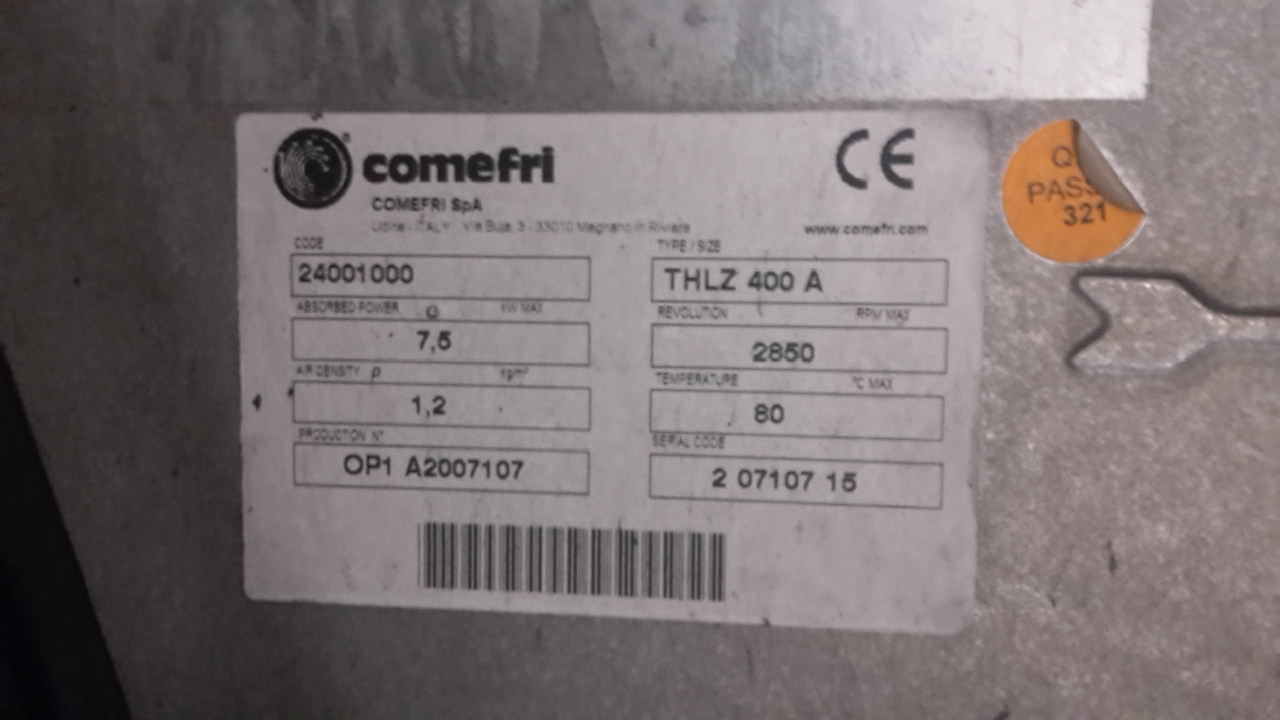 comefri
CE
COMEFRI SpA
Udine - ITALY Via Buja, 3 - 33010 Magnano in Riviera
www.comefri.com
CODE
TYPE / SIZE
24001000
THLZ 400 A
ABSORBED POWER kW MAX
REVOLUTION RPM MAX
7,5
2850
AIR DENSITY ρ kg/m³
TEMPERATURE °C MAX
1,2
80
PRODUCTION N°
SERIAL CODE
OP1 A2007107
2 07107 15
PASS
321